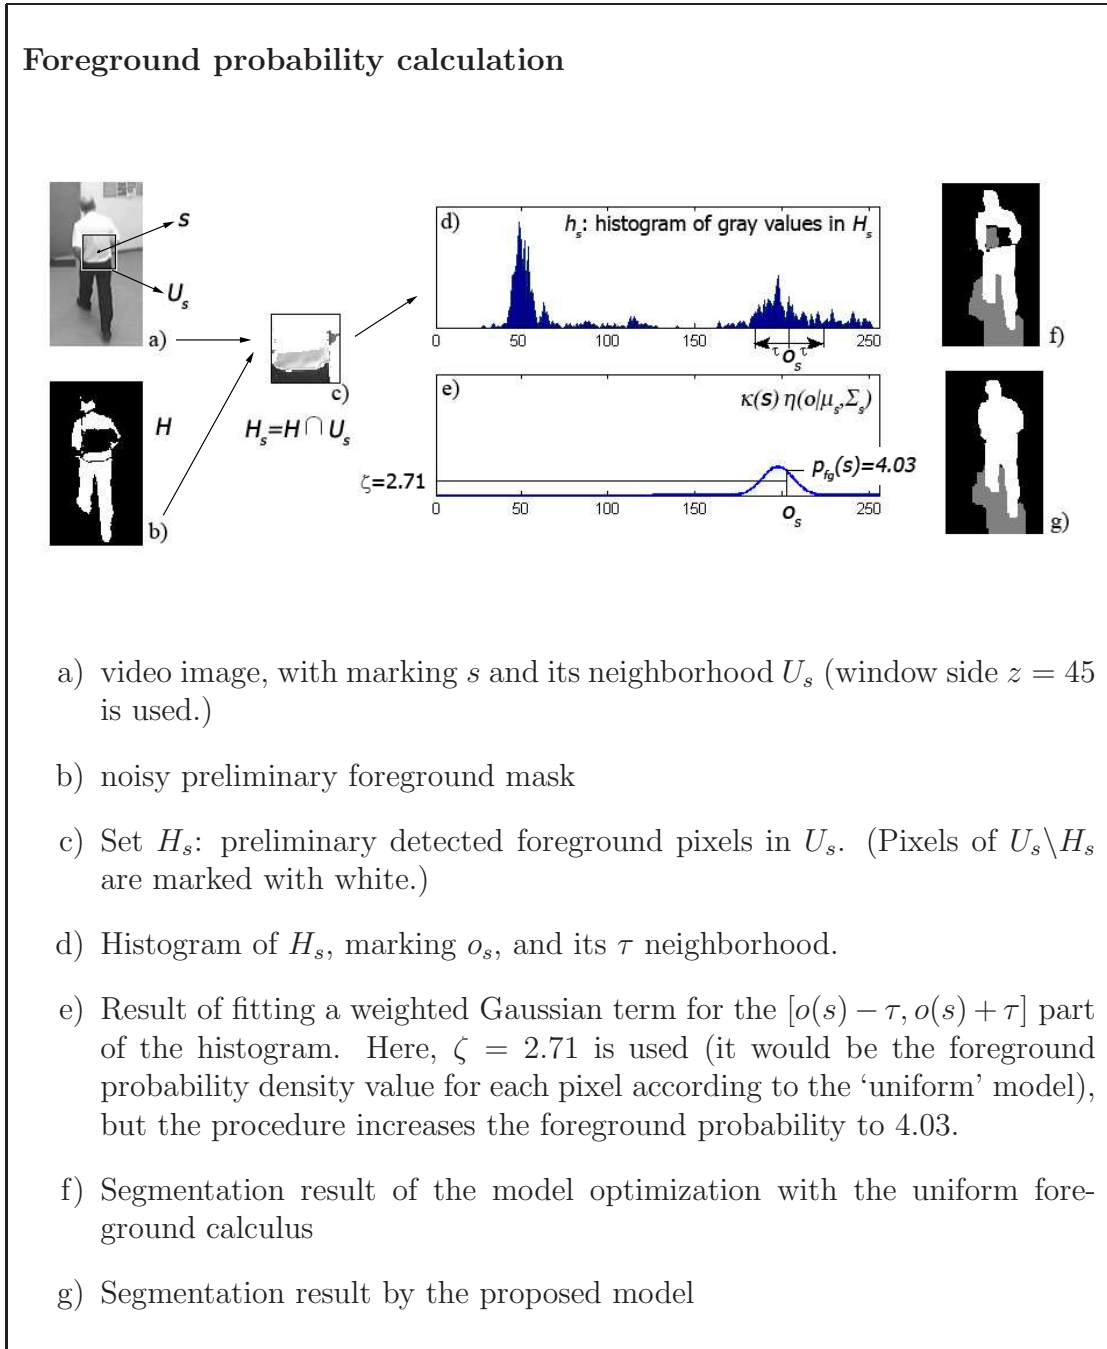 Foreground probability calculation
s
U_s
a)
H
b)
c)
H_s=H ∩ U_s
d)
h_s: histogram of gray values in H_s
0 50 100 150 200 250
τ o_s τ
e)
κ(s) η(o|μ_s,Σ_s)
p_fg(s)=4.03
ζ=2.71
0 50 100 150 250
o_s
f)
g)
a) video image, with marking s and its neighborhood U_s (window side z = 45
is used.)
b) noisy preliminary foreground mask
c) Set H_s: preliminary detected foreground pixels in U_s. (Pixels of U_s\H_s
are marked with white.)
d) Histogram of H_s, marking o_s, and its τ neighborhood.
e) Result of fitting a weighted Gaussian term for the [o(s) − τ, o(s) + τ] part
of the histogram. Here, ζ = 2.71 is used (it would be the foreground
probability density value for each pixel according to the ‘uniform’ model),
but the procedure increases the foreground probability to 4.03.
f) Segmentation result of the model optimization with the uniform fore-
ground calculus
g) Segmentation result by the proposed model